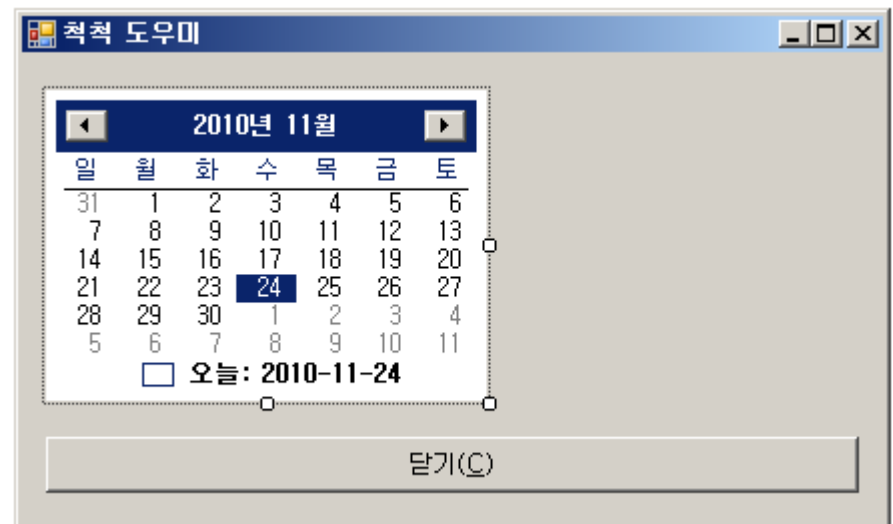 척척 도우미
2010년 11월
일 월 화 수 목 금 토
31 1 2 3 4 5 6
7 8 9 10 11 12 13
14 15 16 17 18 19 20
21 22 23 24 25 26 27
28 29 30 1 2 3 4
5 6 7 8 9 10 11
오늘: 2010-11-24
닫기(C)